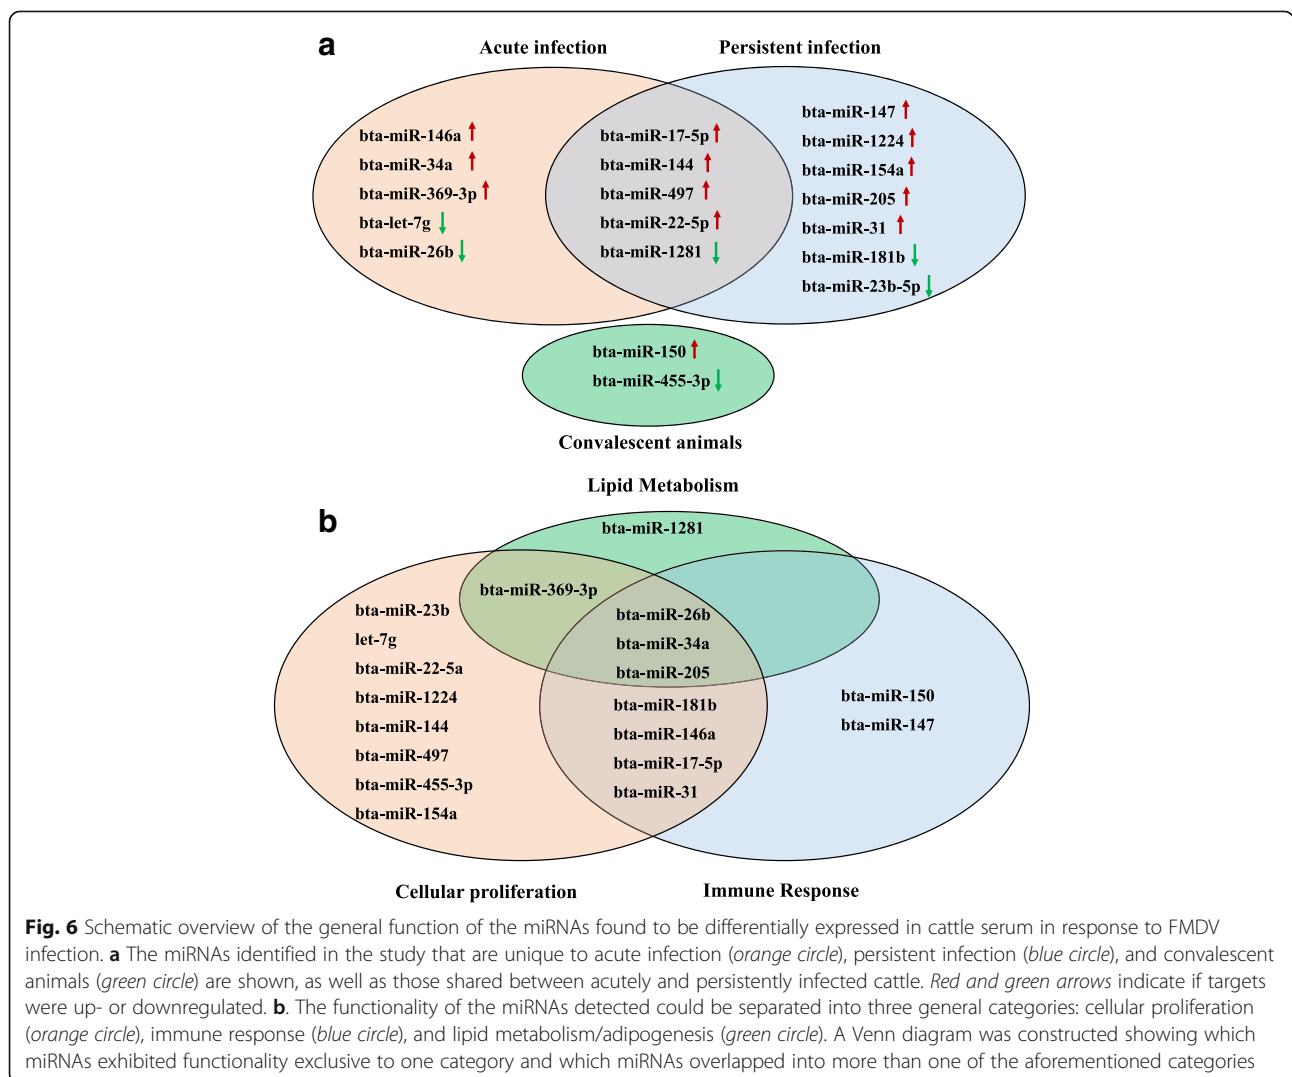 a
Acute infection
Persistent infection
bta-miR-146a
bta-miR-34a
bta-miR-369-3p
bta-let-7g
bta-miR-26b
bta-miR-17-5p
bta-miR-144
bta-miR-497
bta-miR-22-5p
bta-miR-1281
bta-miR-147
bta-miR-1224
bta-miR-154a
bta-miR-205
bta-miR-31
bta-miR-181b
bta-miR-23b-5p
bta-miR-150
bta-miR-455-3p
Convalescent animals
b
Lipid Metabolism
bta-miR-1281
bta-miR-369-3p
bta-miR-23b
let-7g
bta-miR-22-5a
bta-miR-1224
bta-miR-144
bta-miR-497
bta-miR-455-3p
bta-miR-154a
bta-miR-26b
bta-miR-34a
bta-miR-205
bta-miR-181b
bta-miR-146a
bta-miR-17-5p
bta-miR-31
bta-miR-150
bta-miR-147
Cellular proliferation
Immune Response
Fig. 6 Schematic overview of the general function of the miRNAs found to be differentially expressed in cattle serum in response to FMDV
infection. a The miRNAs identified in the study that are unique to acute infection (orange circle), persistent infection (blue circle), and convalescent
animals (green circle) are shown, as well as those shared between acutely and persistently infected cattle. Red and green arrows indicate if targets
were up- or downregulated. b. The functionality of the miRNAs detected could be separated into three general categories: cellular proliferation
(orange circle), immune response (blue circle), and lipid metabolism/adipogenesis (green circle). A Venn diagram was constructed showing which
miRNAs exhibited functionality exclusive to one category and which miRNAs overlapped into more than one of the aforementioned categories